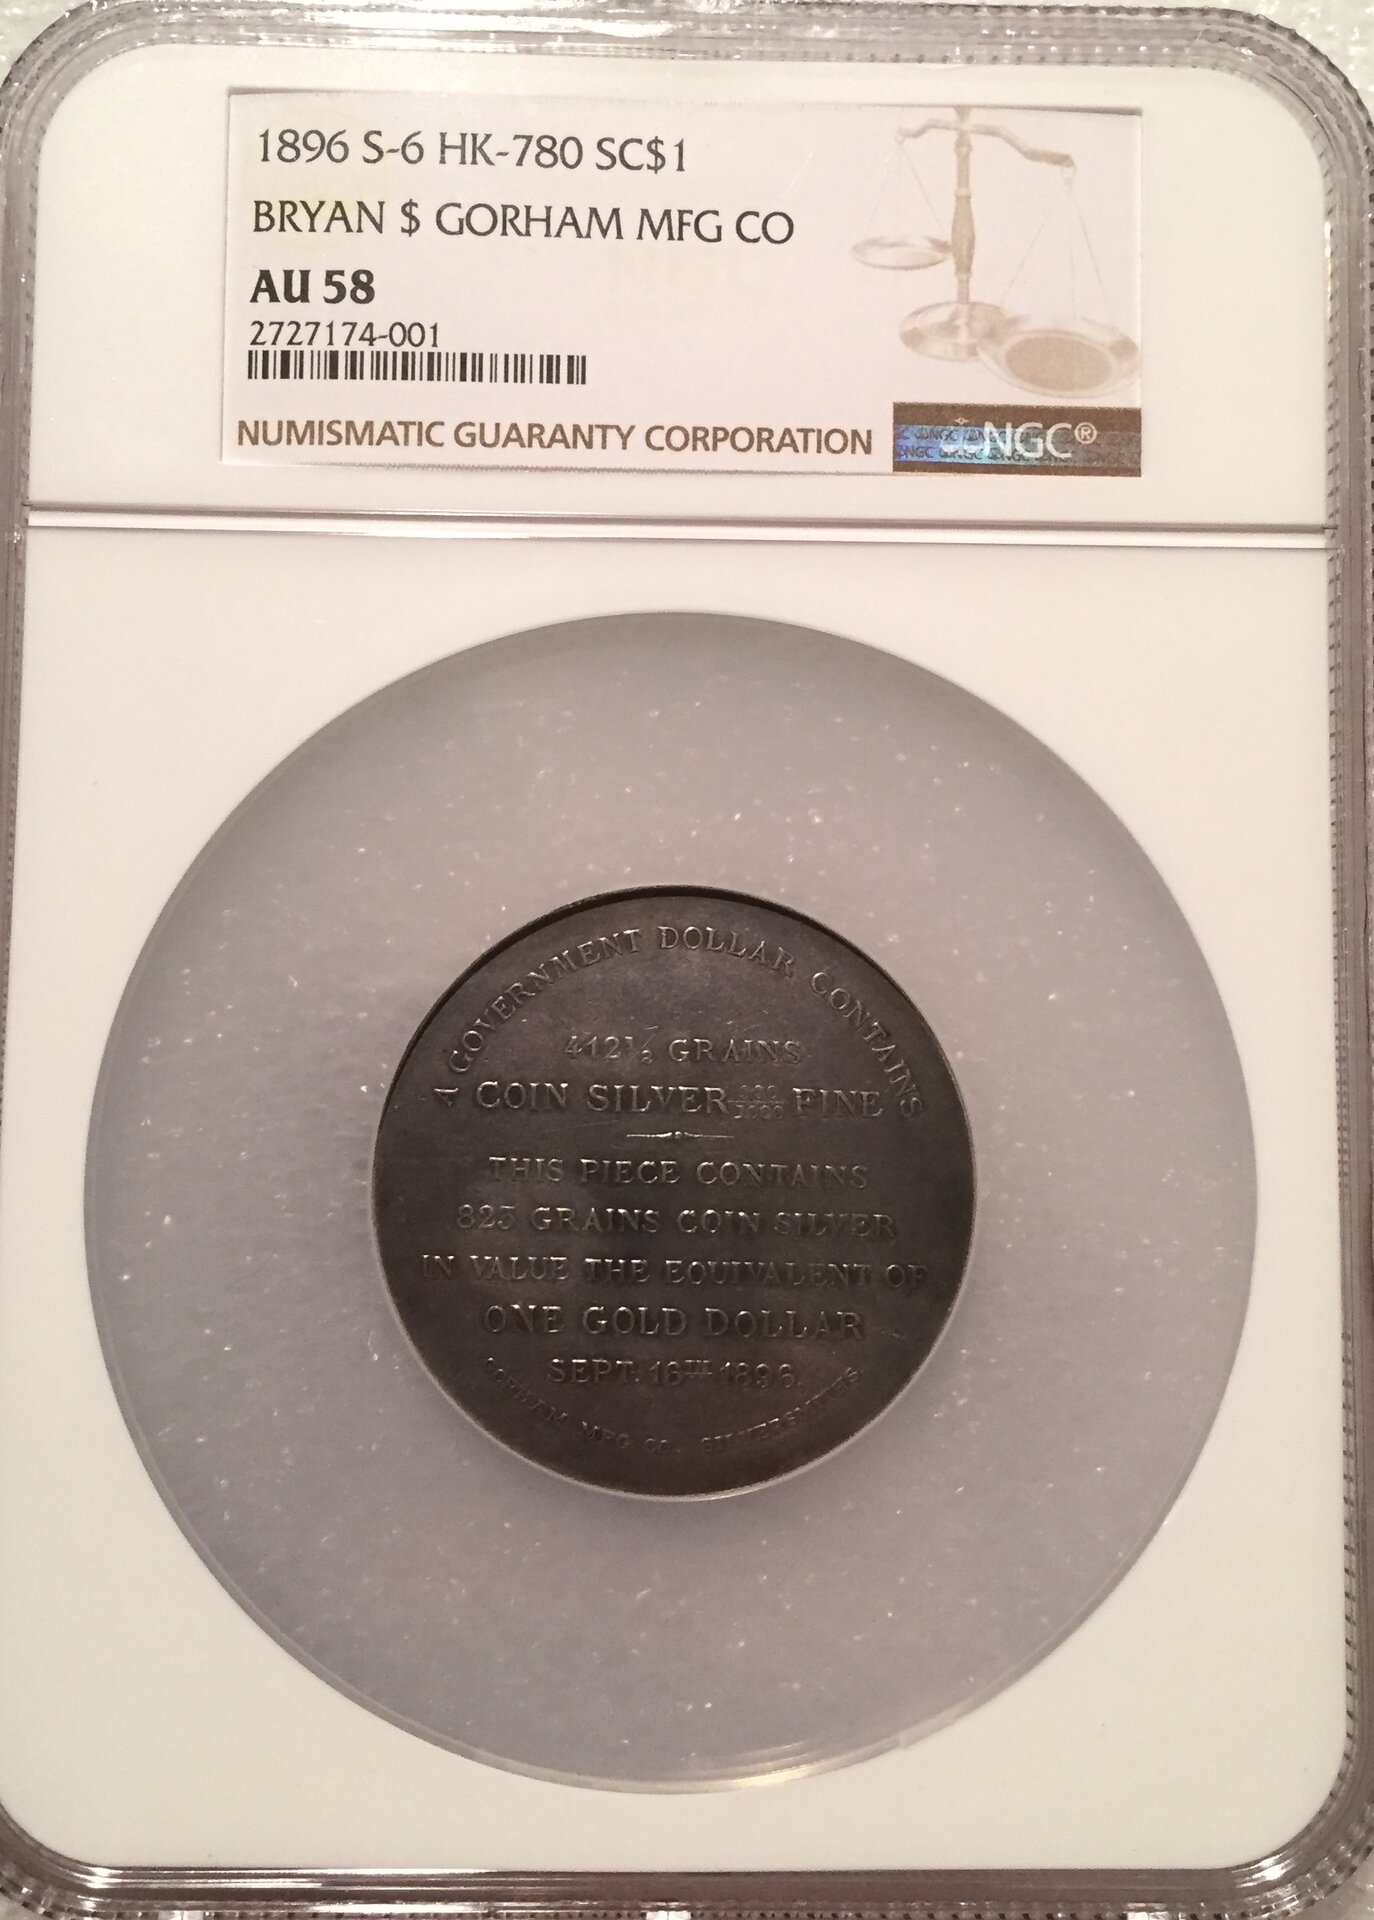 1896 S-6 HK-780 SC$1
BRYAN $ GORHAM MFG CO
AU 58
2727174-001
NUMISMATIC GUARANTY CORPORATION
NGC®
A GOVERNMENT DOLLAR CONTAINS
412½ GRAINS
COIN SILVER 900/1000 FINE
THIS PIECE CONTAINS
823 GRAINS COIN SILVER
IN VALUE THE EQUIVALENT OF
ONE GOLD DOLLAR
SEPT. 16TH 1896.
GORHAM MFG CO. SILVERSMITHS.